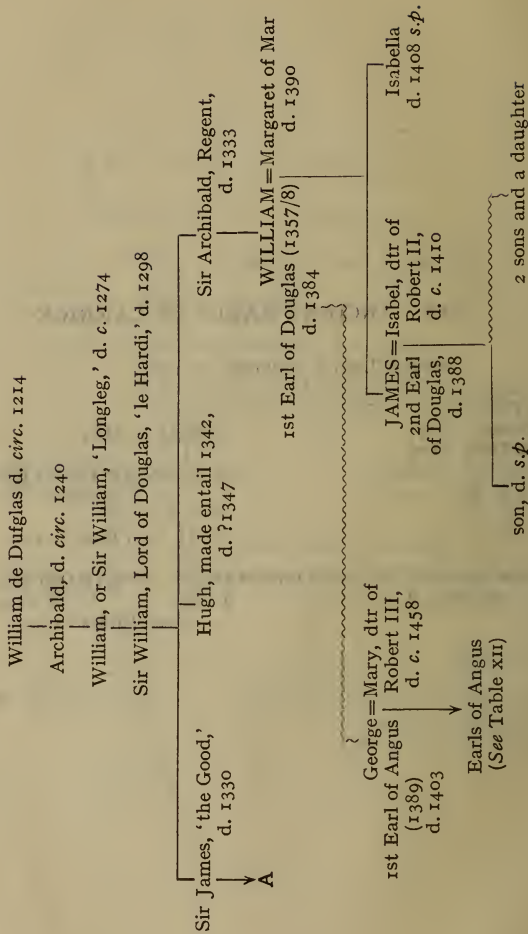 William de Dufglas d. circ. 1214
Archibald, d. circ. 1240
William, or Sir William, ‘Longleg,’ d. c. 1274
Sir William, Lord of Douglas, ‘le Hardi,’ d. 1298
Sir James, ‘the Good,’
d. 1330
A
Hugh, made entail 1342,
d. ?1347
Sir Archibald, Regent,
d. 1333
WILLIAM=Margaret of Mar
1st Earl of Douglas (1357/8)
d. 1390
d. 1384
George=Mary, dtr of
1st Earl of Angus
Robert III,
(1389)
d. c. 1458
d. 1403
Earls of Angus
(See Table XII)
JAMES=Isabel, dtr of
2nd Earl
Robert II,
of Douglas,
d. c. 1410
d. 1388
Isabella
d. 1408 s.p.
son, d. s.p.
2 sons and a daughter